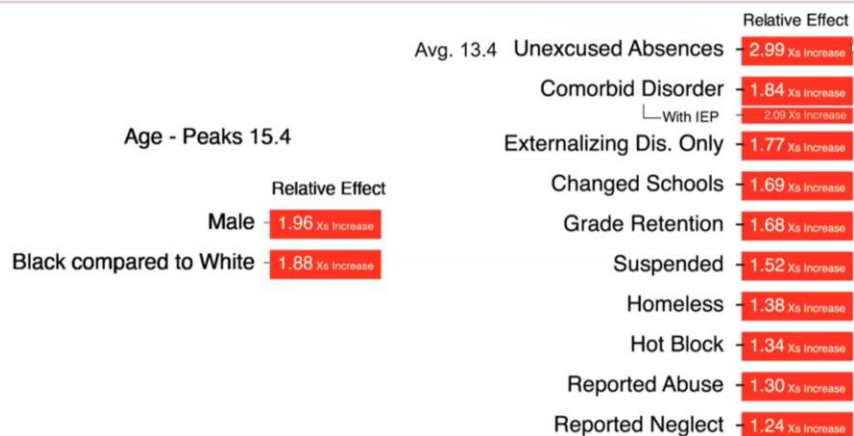 Age - Peaks 15.4
Relative Effect
Male - 1.96 Xs Increase
Black compared to White - 1.88 Xs Increase
Relative Effect
Avg. 13.4 Unexcused Absences - 2.99 Xs Increase
Comorbid Disorder - 1.84 Xs Increase
With IEP - 2.09 Xs Increase
Externalizing Dis. Only - 1.77 Xs Increase
Changed Schools - 1.69 Xs Increase
Grade Retention - 1.68 Xs Increase
Suspended - 1.52 Xs Increase
Homeless - 1.38 Xs Increase
Hot Block - 1.34 Xs Increase
Reported Abuse - 1.30 Xs Increase
Reported Neglect - 1.24 Xs Increase